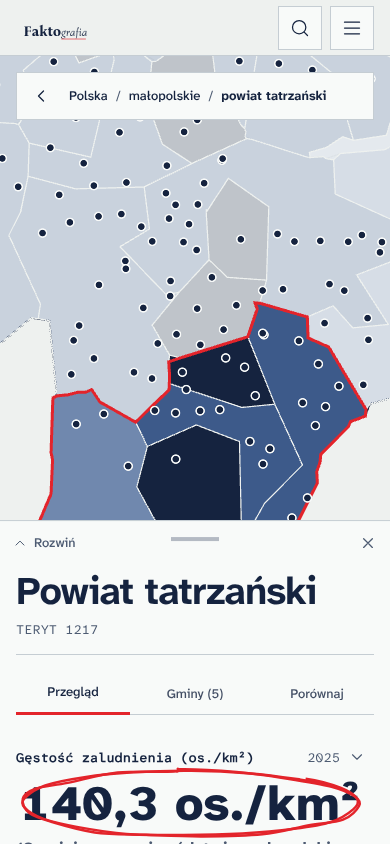 Faktografia
Polska / małopolskie / powiat tatrzański
Rozwiń
Powiat tatrzański
TERYT 1217
Przegląd
Gminy (5)
Porównaj
Gęstość zaludnienia (os./km²)
2025
140,3 os./km²